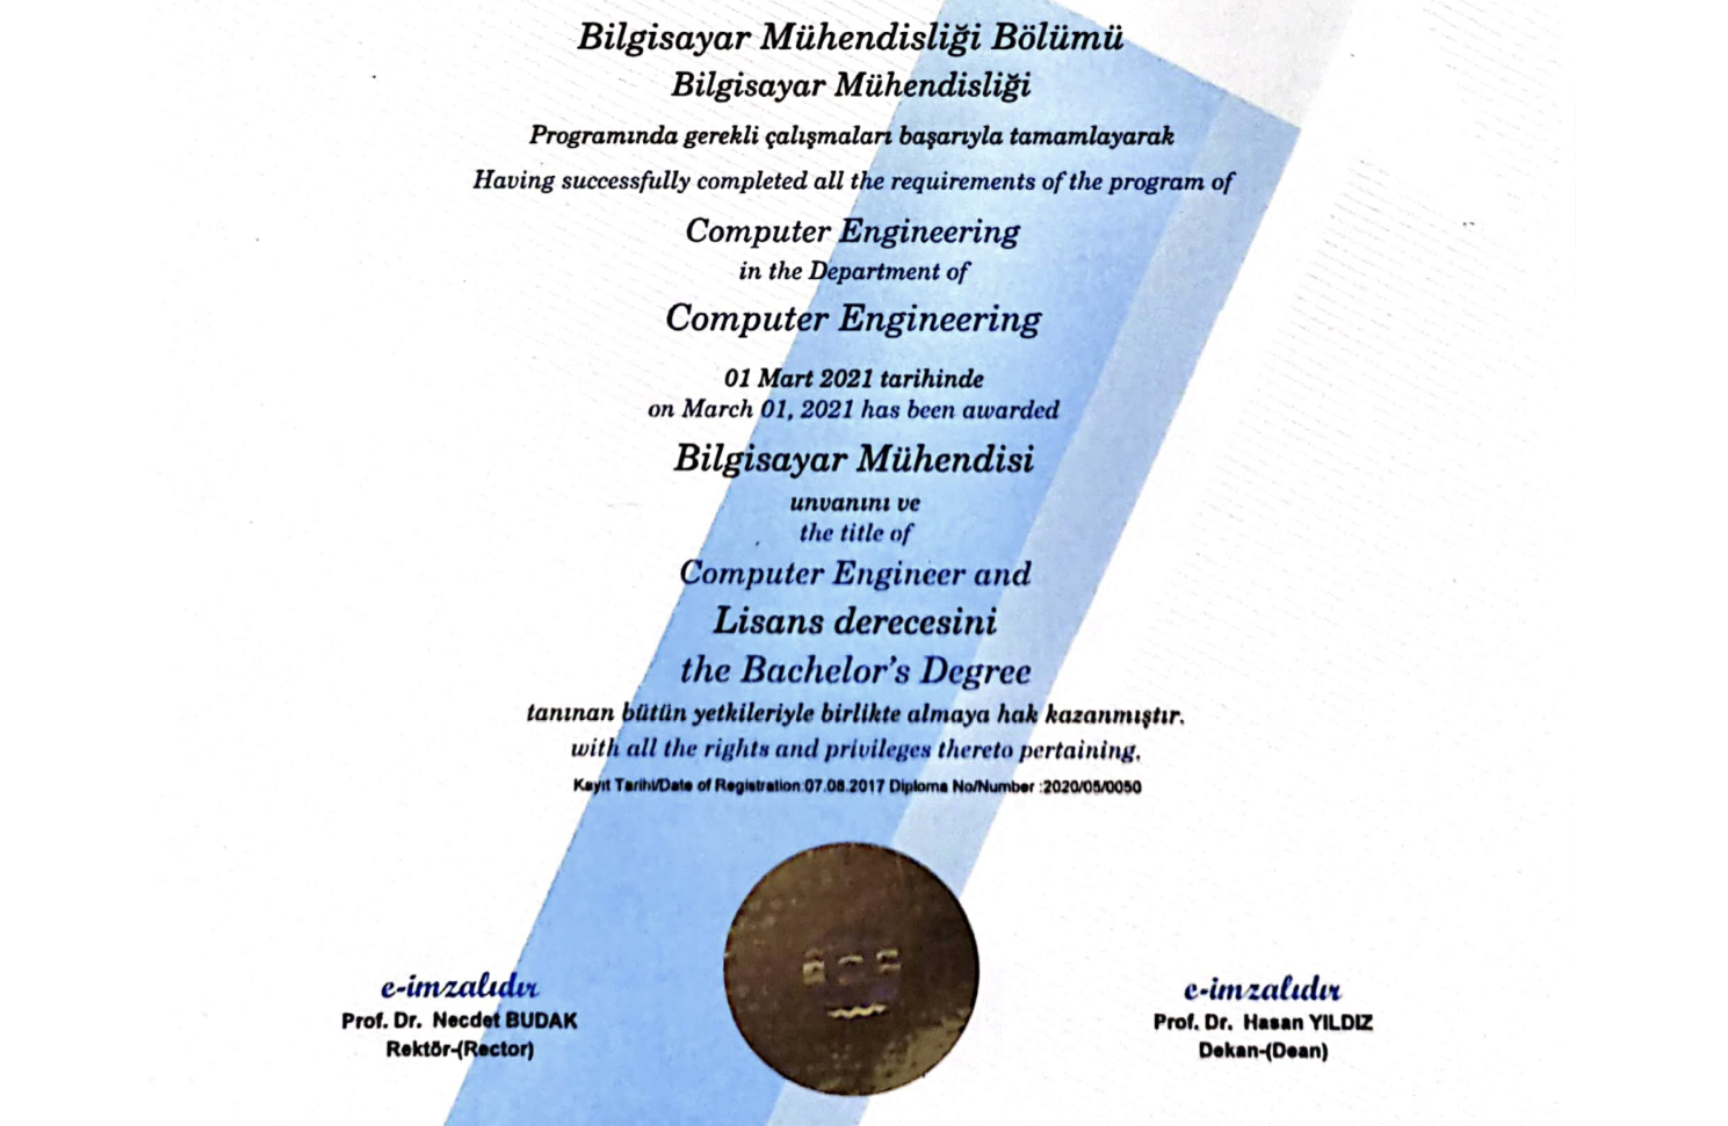 Bilgisayar Mühendisliği Bölümü
Bilgisayar Mühendisliği
Programında gerekli çalışmaları başarıyla tamamlayarak
Having successfully completed all the requirements of the program of
Computer Engineering
in the Department of
Computer Engineering
01 Mart 2021 tarihinde
on March 01, 2021 has been awarded
Bilgisayar Mühendisi
unvanını ve
the title of
Computer Engineer and
Lisans derecesini
the Bachelor's Degree
tanınan bütün yetkileriyle birlikte almaya hak kazanmıştır.
with all the rights and privileges thereto pertaining.
Kayıt Tarihi/Date of Registration:07.08.2017 Diploma No/Number :2020/05/0050
e-imzalıdır
Prof. Dr. Necdet BUDAK
Rektör-(Rector)
e-imzalıdır
Prof. Dr. Hasan YILDIZ
Dekan-(Dean)